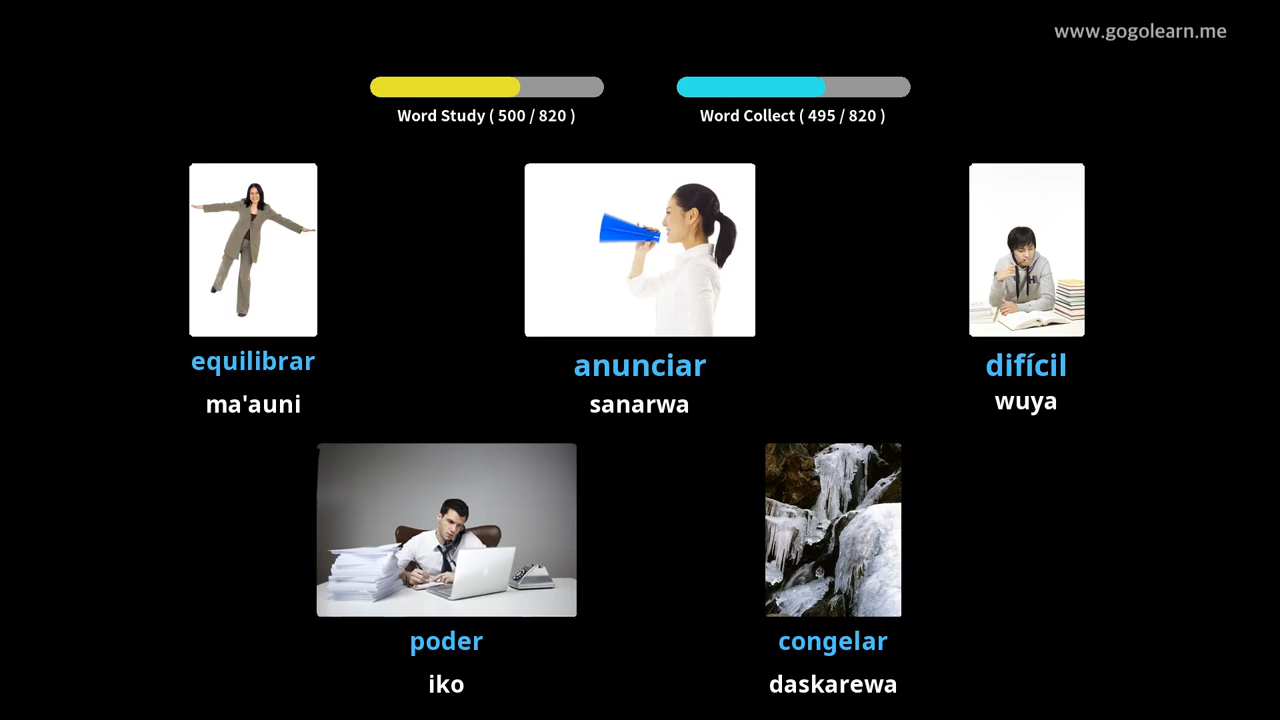 www.gogolearn.me
Word Study ( 500 / 820 )
Word Collect ( 495 / 820 )
equilibrar
ma'auni
anunciar
sanarwa
difícil
wuya
poder
iko
congelar
daskarewa